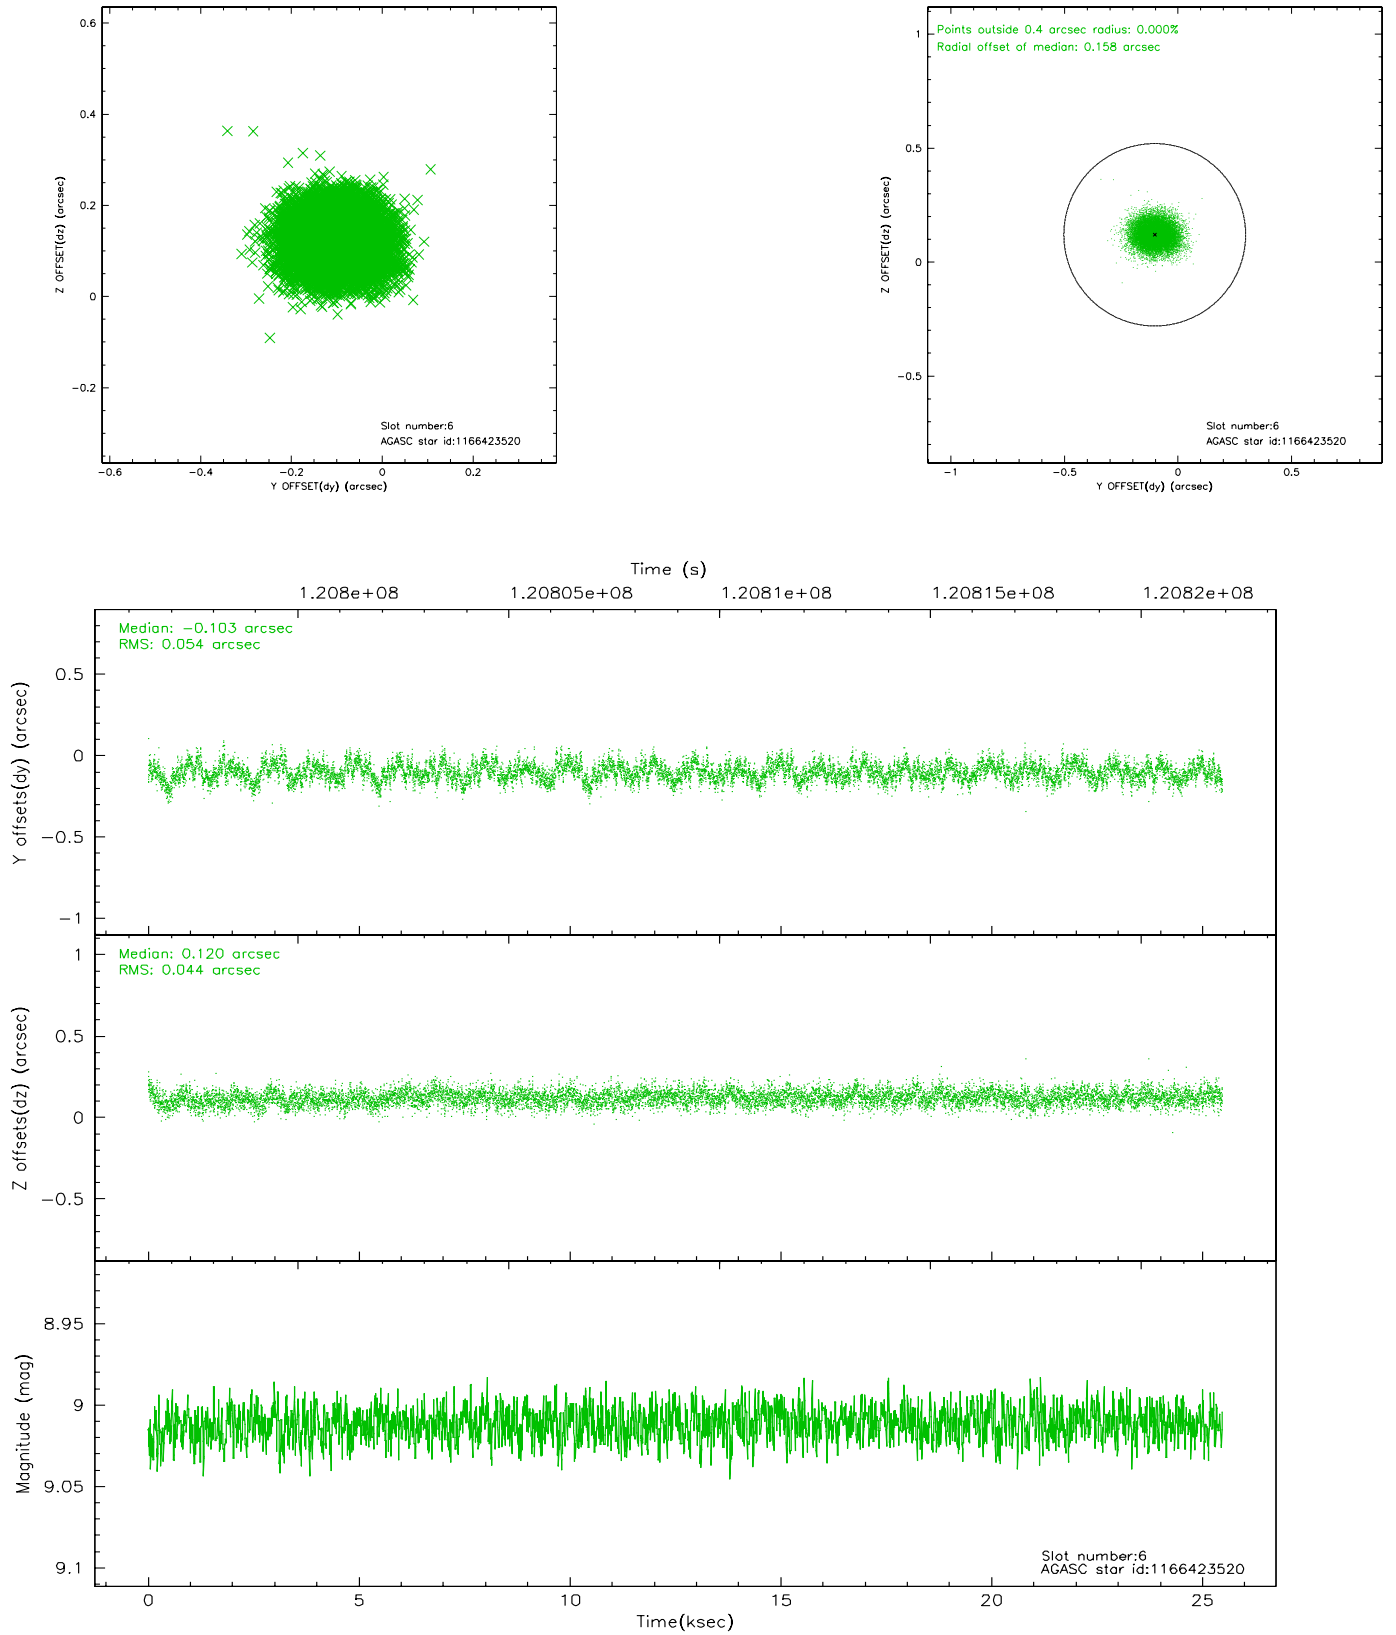 0.6
0.4
0.2
0
−0.2
Z OFFSET(dz) (arcsec)
−0.6
−0.4
−0.2
0
0.2
Y OFFSET(dy) (arcsec)
Slot number:6
AGASC star id:1166423520
Points outside 0.4 arcsec radius: 0.000%
Radial offset of median: 0.158 arcsec
1
0.5
0
−0.5
Z OFFSET(dz) (arcsec)
−1
−0.5
0
0.5
Y OFFSET(dy) (arcsec)
Slot number:6
AGASC star id:1166423520
Time (s)
1.208e+08
1.20805e+08
1.2081e+08
1.20815e+08
1.2082e+08
Median: −0.103 arcsec
RMS: 0.054 arcsec
0.5
0
−0.5
−1
Y offsets(dy) (arcsec)
Median: 0.120 arcsec
RMS: 0.044 arcsec
1
0.5
0
−0.5
Z offsets(dz) (arcsec)
8.95
9
9.05
9.1
Magnitude (mag)
Slot number:6
AGASC star id:1166423520
0
5
10
15
20
25
Time(ksec)